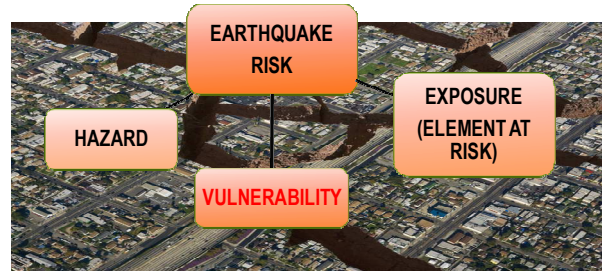 EARTHQUAKE
RISK
HAZARD
EXPOSURE
(ELEMENT AT
RISK)
VULNERABILITY